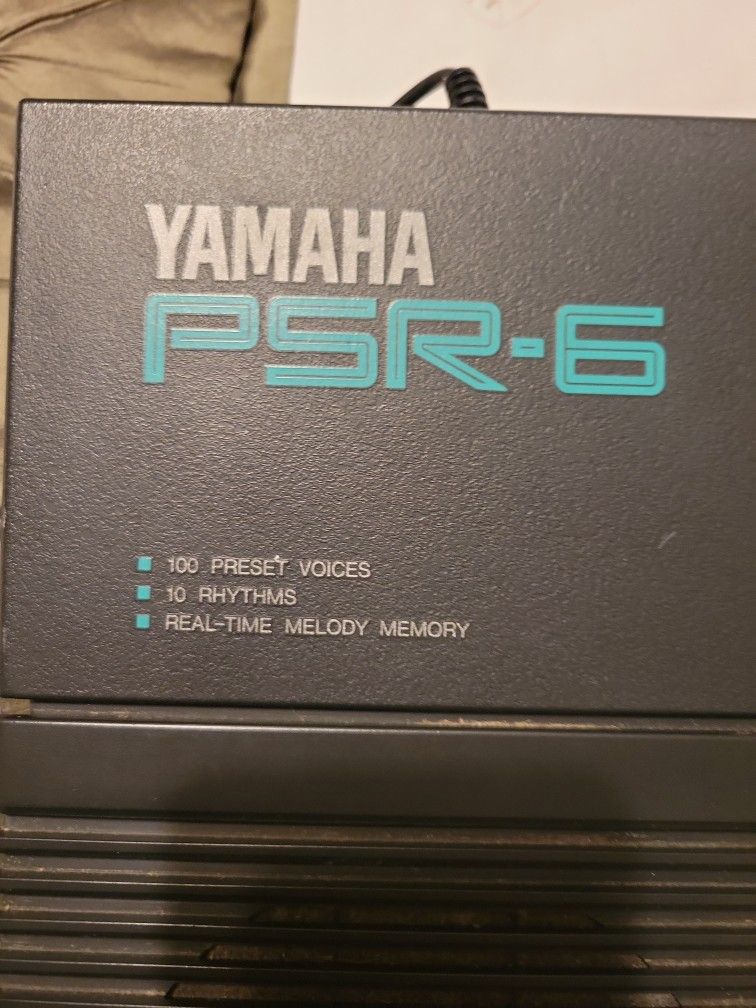 YAMAHA
PSR-6
100 PRESET VOICES
10 RHYTHMS
REAL-TIME MELODY MEMORY